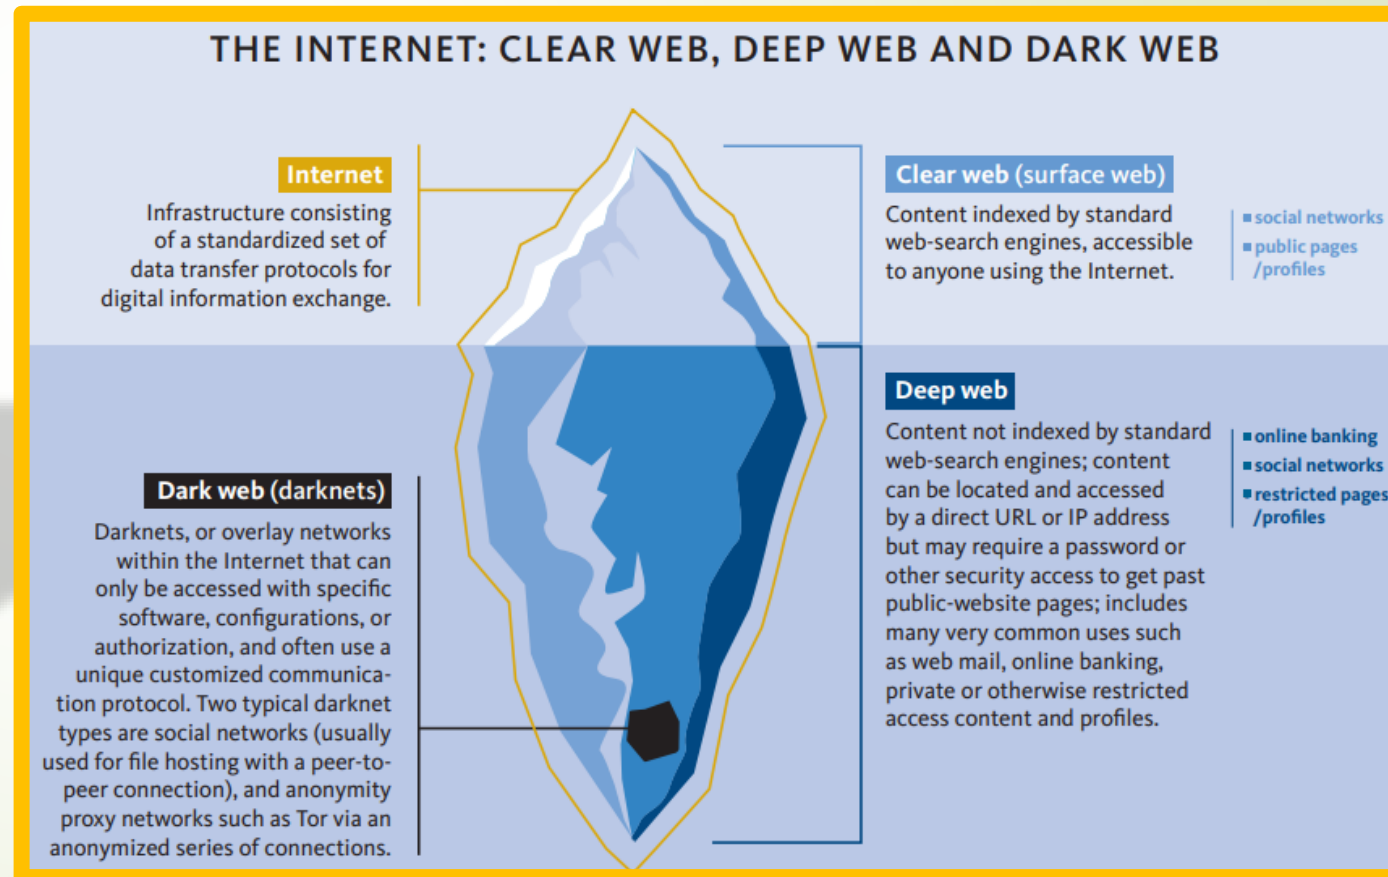 THE INTERNET: CLEAR WEB, DEEP WEB AND DARK WEB
Internet
Infrastructure consisting
of a standardized set of
data transfer protocols for
digital information exchange.
Clear web (surface web)
Content indexed by standard
web-search engines, accessible
to anyone using the Internet.
social networks
public pages
/profiles
Deep web
Content not indexed by standard
web-search engines; content
can be located and accessed
by a direct URL or IP address
but may require a password or
other security access to get past
public-website pages; includes
many very common uses such
as web mail, online banking,
private or otherwise restricted
access content and profiles.
online banking
social networks
restricted pages
/profiles
Dark web (darknets)
Darknets, or overlay networks
within the Internet that can
only be accessed with specific
software, configurations, or
authorization, and often use a
unique customized communica-
tion protocol. Two typical darknet
types are social networks (usually
used for file hosting with a peer-to-
peer connection), and anonymity
proxy networks such as Tor via an
anonymized series of connections.